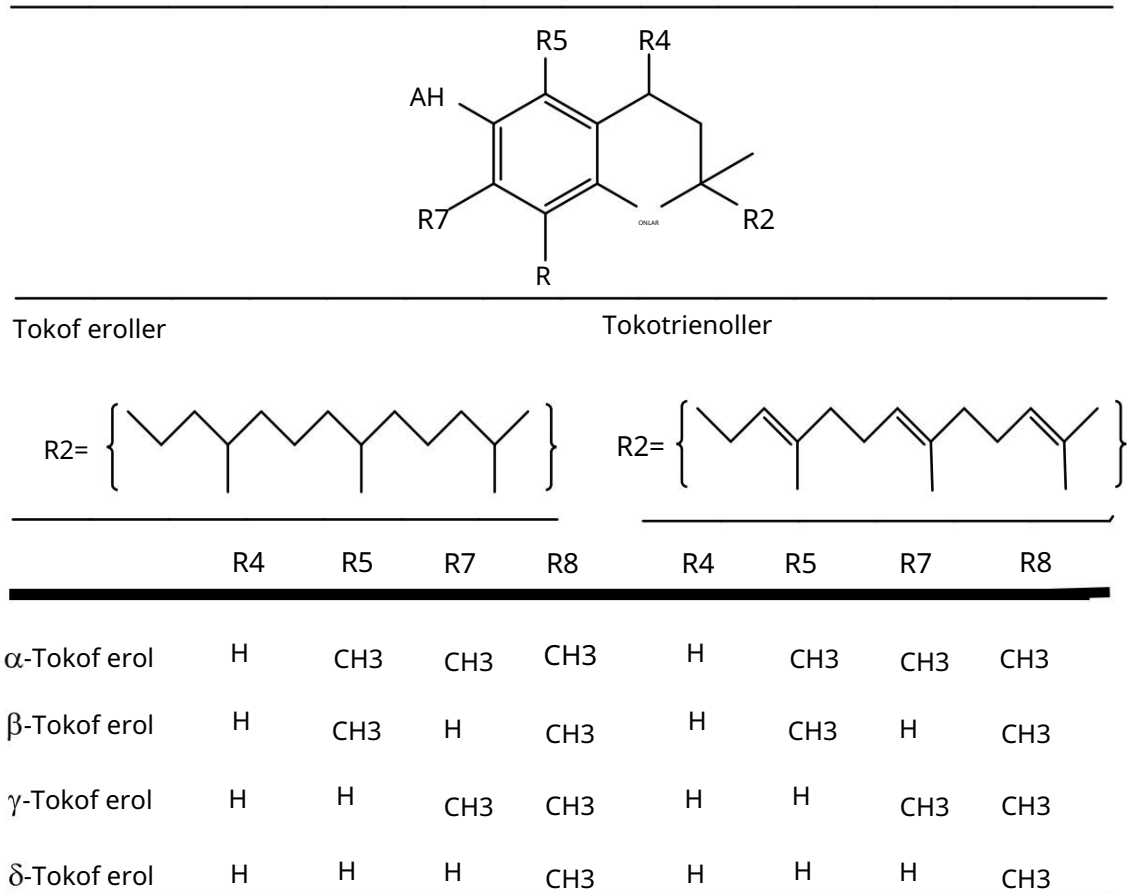 R5 R4
AH
R7 ONLAR R2
R
Tokof eroller Tokotrienoller
R2= R2=
R4 R5 R7 R8 R4 R5 R7 R8
α-Tokof erol H CH3 CH3 CH3 H CH3 CH3 CH3
β-Tokof erol H CH3 H CH3 H CH3 H CH3
γ-Tokof erol H H CH3 CH3 H H CH3 CH3
δ-Tokof erol H H H CH3 H H H CH3